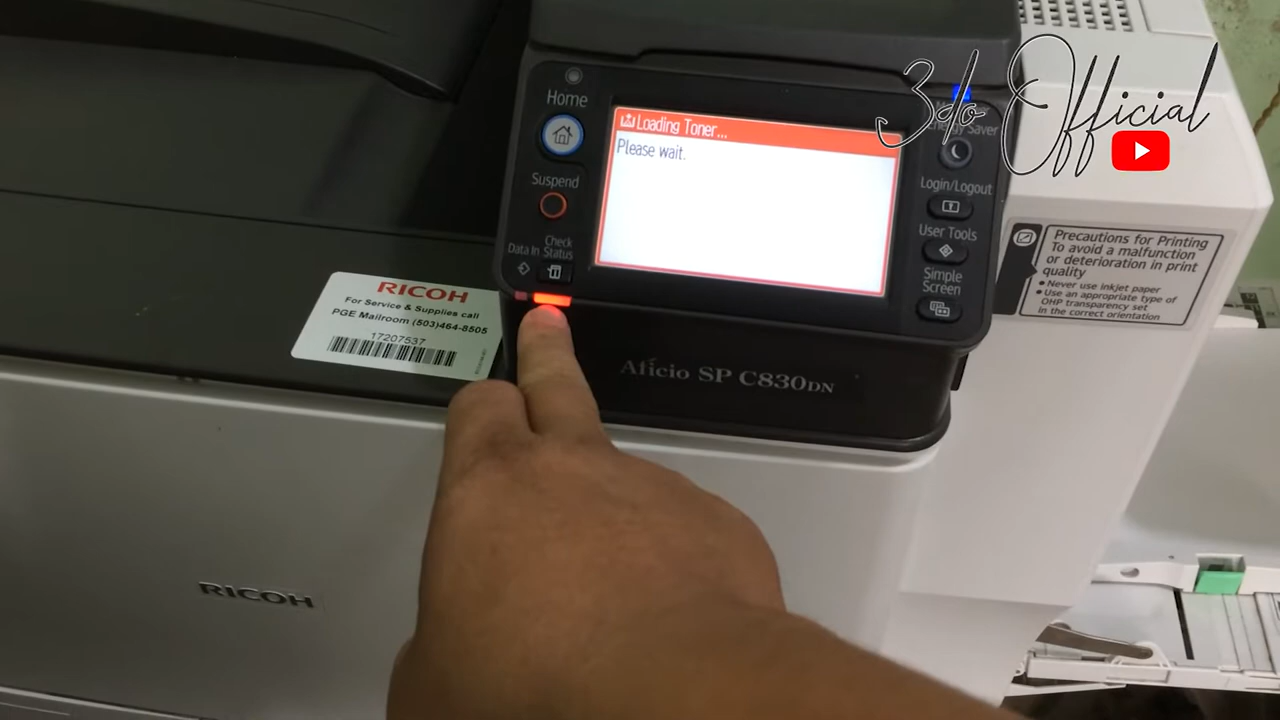 3do Official
Home
Suspend
Data In
Check
Status
Loading Toner...
Please wait.
Energy Saver
Login/Logout
User Tools
Simple
Screen
Aficio SP C830DN
RICOH
For Service & Supplies call
PGE Mailroom (503)464-8505
17207537
RICOH
Precautions for Printing
To avoid a malfunction
or deterioration in print
quality
● Never use inkjet paper
● Use an appropriate type of
OHP transparency set
in the correct orientation